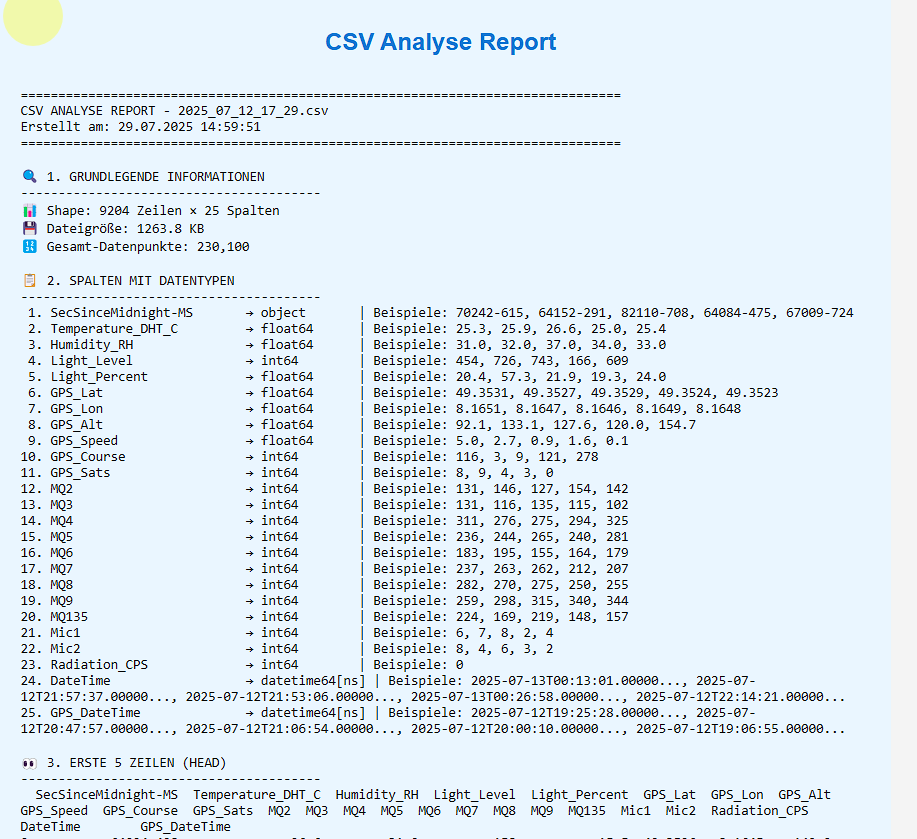 CSV Analyse Report
================================================================================
CSV ANALYSE REPORT - 2025_07_12_17_29.csv
Erstellt am: 29.07.2025 14:59:51
================================================================================
🔍 1. GRUNDLEGENDE INFORMATIONEN
----------------------------------------
📊 Shape: 9204 Zeilen × 25 Spalten
💾 Dateigröße: 1263.8 KB
🔢 Gesamt-Datenpunkte: 230,100
📋 2. SPALTEN MIT DATENTYPEN
----------------------------------------
1. SecSinceMidnight-MS → object | Beispiele: 70242-615, 64152-291, 82110-708, 64084-475, 67009-724
2. Temperature_DHT_C → float64 | Beispiele: 25.3, 25.9, 26.6, 25.0, 25.4
3. Humidity_RH → float64 | Beispiele: 31.0, 32.0, 37.0, 34.0, 33.0
4. Light_Level → int64 | Beispiele: 454, 726, 743, 166, 609
5. Light_Percent → float64 | Beispiele: 20.4, 57.3, 21.9, 19.3, 24.0
6. GPS_Lat → float64 | Beispiele: 49.3531, 49.3527, 49.3529, 49.3524, 49.3523
7. GPS_Lon → float64 | Beispiele: 8.1651, 8.1647, 8.1646, 8.1649, 8.1648
8. GPS_Alt → float64 | Beispiele: 92.1, 133.1, 127.6, 120.0, 154.7
9. GPS_Speed → float64 | Beispiele: 5.0, 2.7, 0.9, 1.6, 0.1
10. GPS_Course → int64 | Beispiele: 116, 3, 9, 121, 278
11. GPS_Sats → int64 | Beispiele: 8, 9, 4, 3, 0
12. MQ2 → int64 | Beispiele: 131, 146, 127, 154, 142
13. MQ3 → int64 | Beispiele: 131, 116, 135, 115, 102
14. MQ4 → int64 | Beispiele: 311, 276, 275, 294, 325
15. MQ5 → int64 | Beispiele: 236, 244, 265, 240, 281
16. MQ6 → int64 | Beispiele: 183, 195, 155, 164, 179
17. MQ7 → int64 | Beispiele: 237, 263, 262, 212, 207
18. MQ8 → int64 | Beispiele: 282, 270, 275, 250, 255
19. MQ9 → int64 | Beispiele: 259, 298, 315, 340, 344
20. MQ135 → int64 | Beispiele: 224, 169, 219, 148, 157
21. Mic1 → int64 | Beispiele: 6, 7, 8, 2, 4
22. Mic2 → int64 | Beispiele: 8, 4, 6, 3, 2
23. Radiation_CPS → int64 | Beispiele: 0
24. DateTime → datetime64[ns] | Beispiele: 2025-07-13T00:13:01.00000..., 2025-07-
12T21:57:37.00000..., 2025-07-12T21:53:06.00000..., 2025-07-13T00:26:58.00000..., 2025-07-12T22:14:21.00000...
25. GPS_DateTime → datetime64[ns] | Beispiele: 2025-07-12T19:25:28.00000..., 2025-07-
12T20:47:57.00000..., 2025-07-12T21:06:54.00000..., 2025-07-12T20:00:10.00000..., 2025-07-12T19:06:55.00000...
👀 3. ERSTE 5 ZEILEN (HEAD)
----------------------------------------
SecSinceMidnight-MS Temperature_DHT_C Humidity_RH Light_Level Light_Percent GPS_Lat GPS_Lon GPS_Alt
GPS_Speed GPS_Course GPS_Sats MQ2 MQ3 MQ4 MQ5 MQ6 MQ7 MQ8 MQ9 MQ135 Mic1 Mic2 Radiation_CPS
DateTime GPS_DateTime